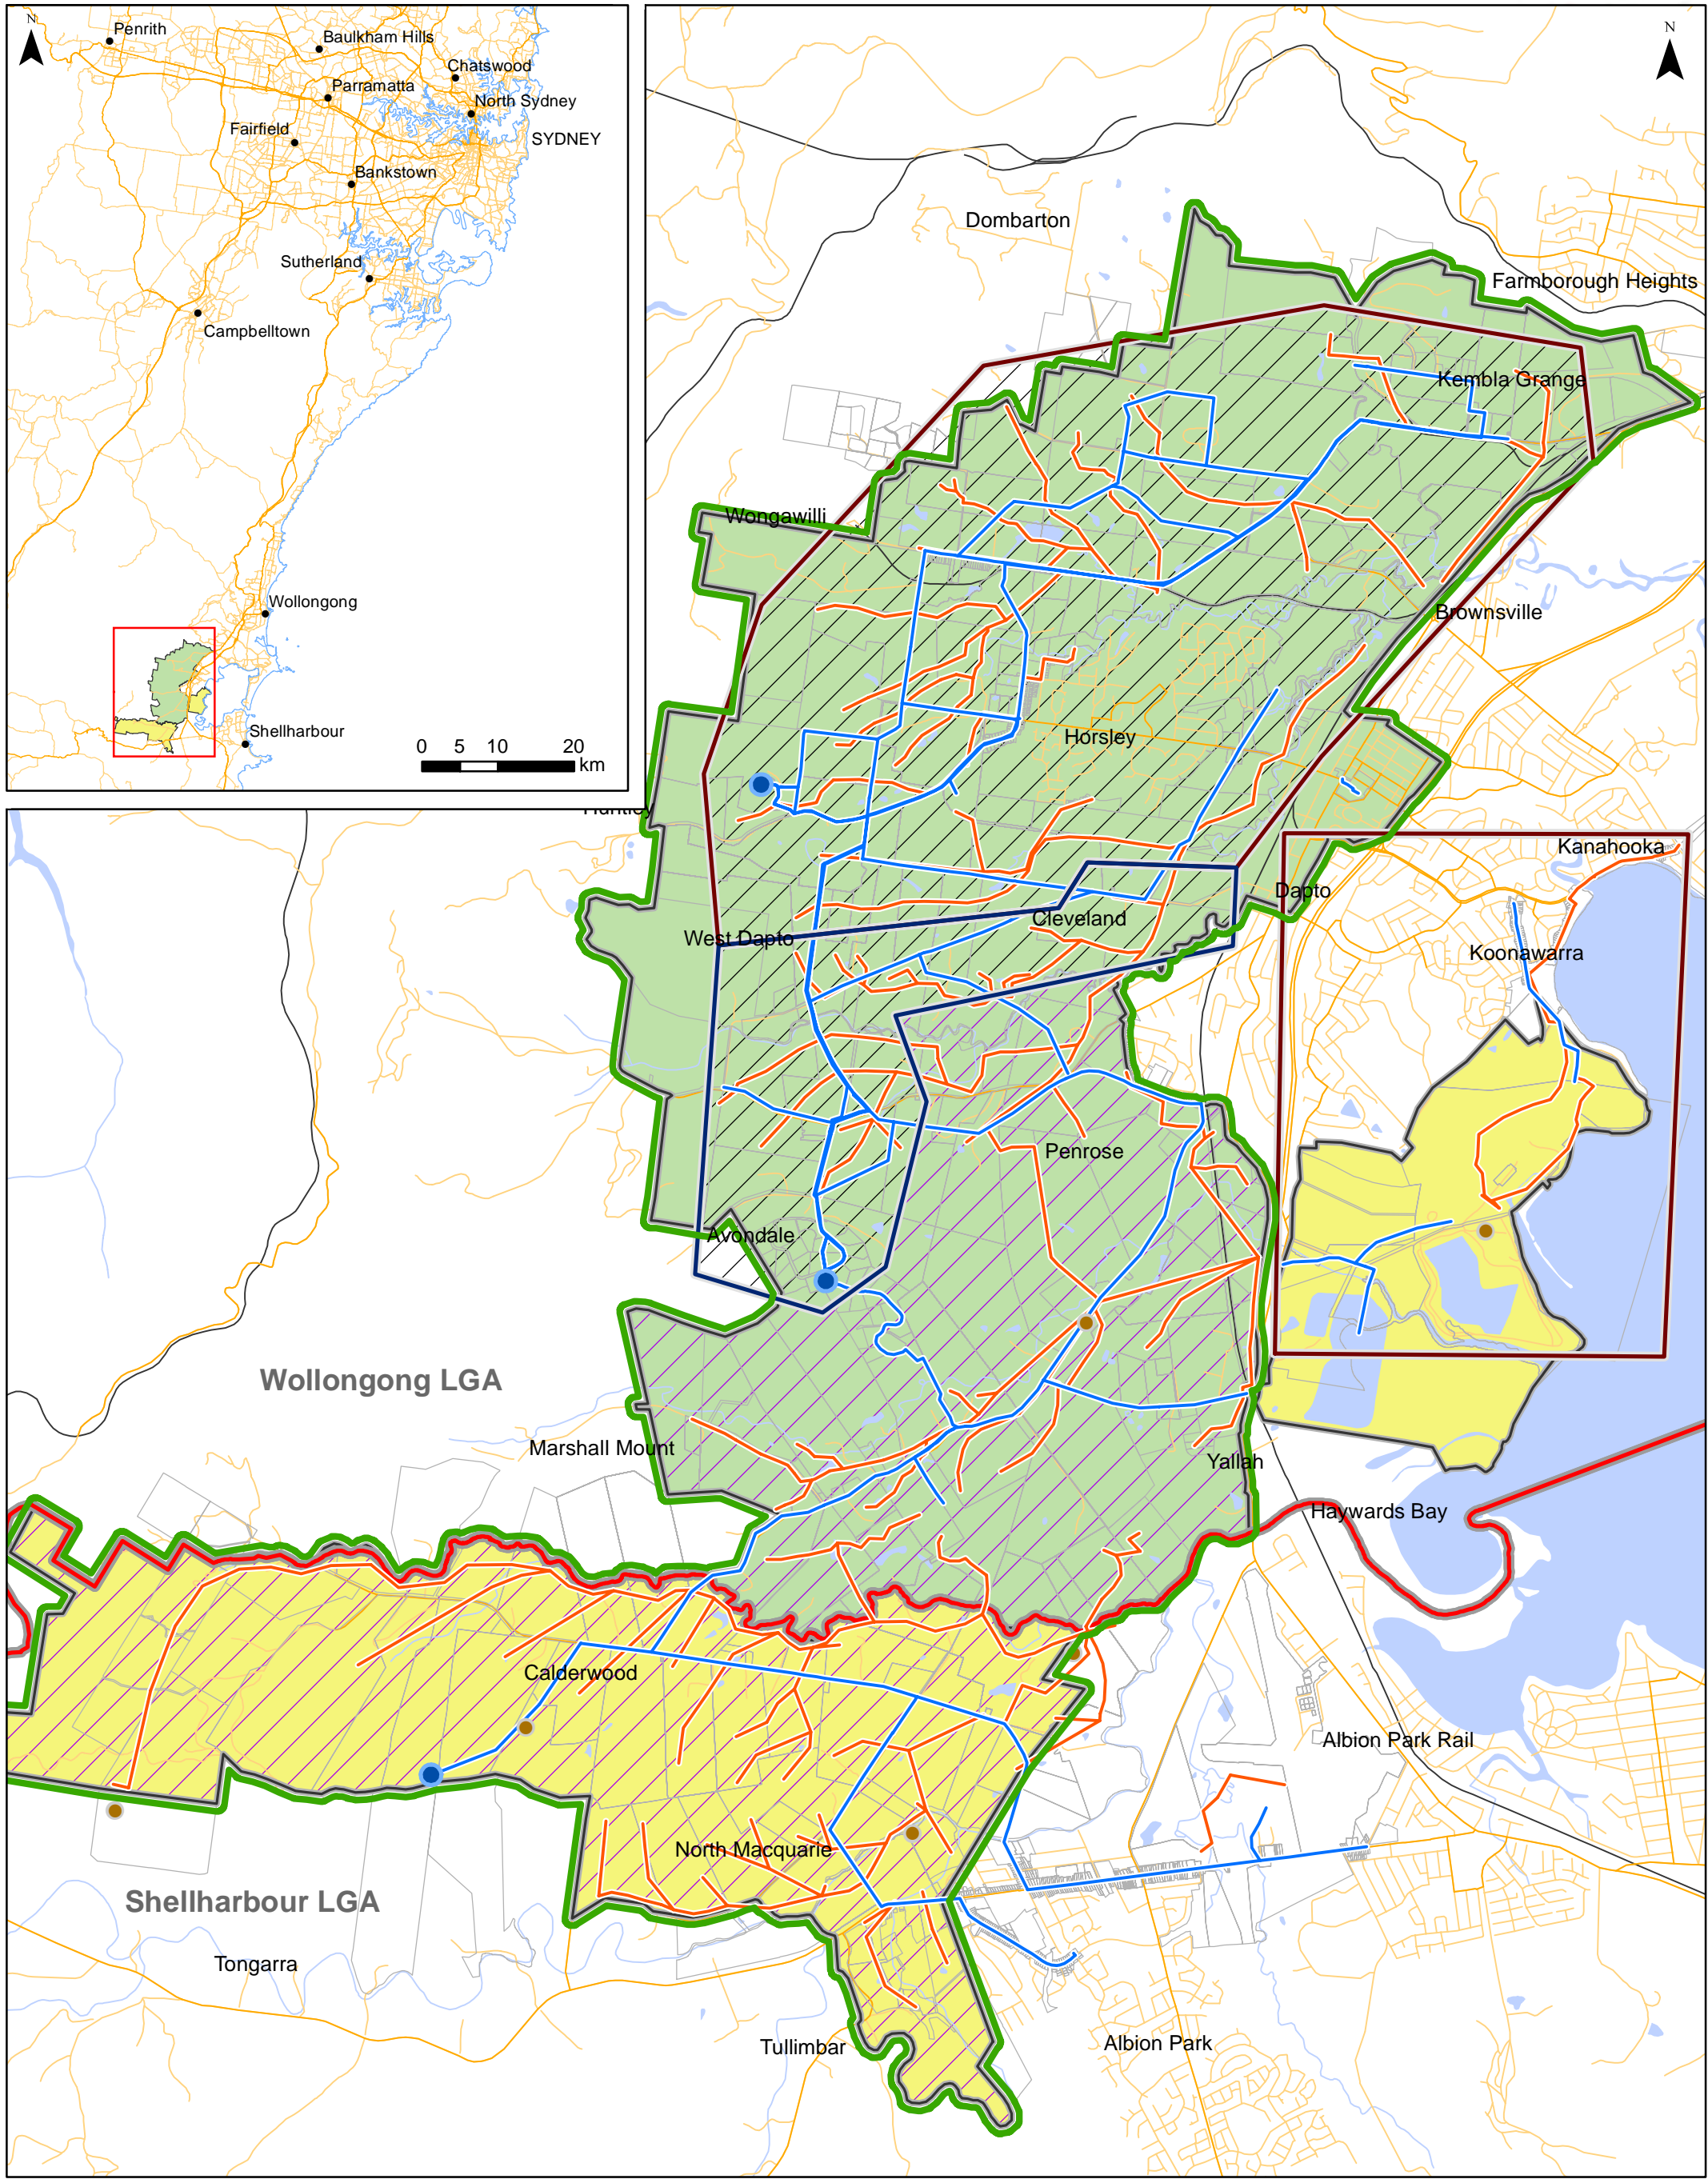 N
Penrith
Baulkham Hills
Chatswood
Parramatta
North Sydney
Fairfield
SYDNEY
Bankstown
Sutherland
Campbelltown
Wollongong
Shellharbour
0 5 10 20
km
N
Dombarton
Farmborough Heights
Kembla Grange
Wongawilli
Brownsville
Horsley
Huntley
Kanahooka
Dapto
Cleveland
West Dapto
Koonawarra
Penrose
Avondale
Wollongong LGA
Marshall Mount
Yallah
Haywards Bay
Calderwood
Albion Park Rail
North Macquarie
Shellharbour LGA
Tongarra
Tullimbar
Albion Park